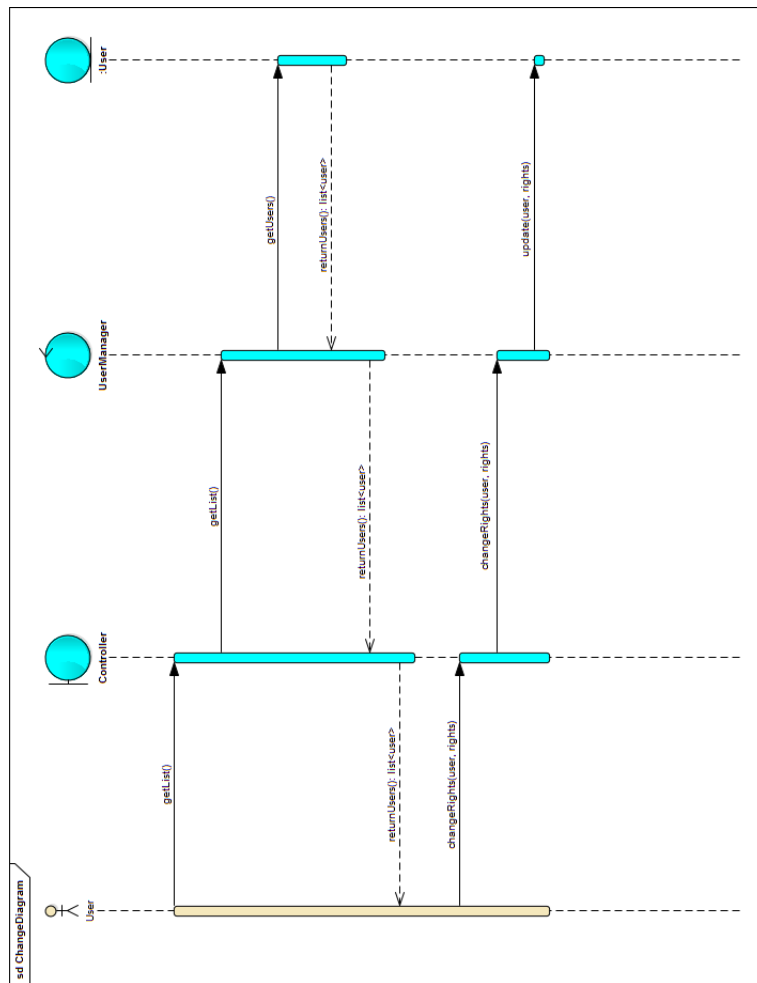 sd ChangeDiagram
User
Controller
UserManager
:User
getList()
getList()
getUsers()
returnUsers(): list<user>
returnUsers(): list<user>
returnUsers(): list<user>
changeRights(user, rights)
changeRights(user, rights)
update(user, rights)